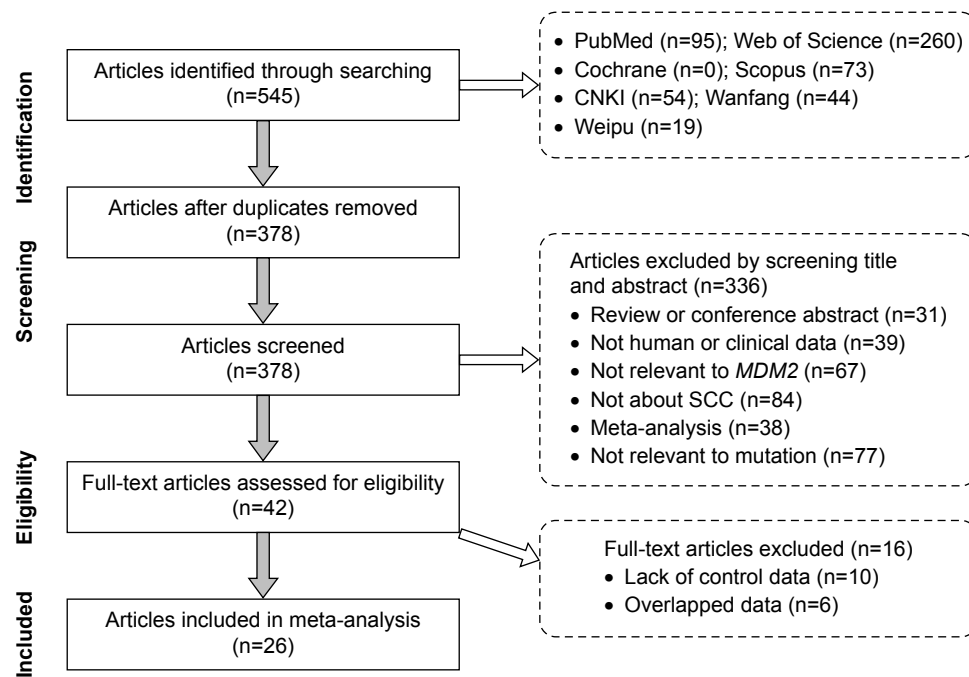 Identification
Articles identified through searching
(n=545)
• PubMed (n=95); Web of Science (n=260)
• Cochrane (n=0); Scopus (n=73)
• CNKI (n=54); Wanfang (n=44)
• Weipu (n=19)
Articles after duplicates removed
(n=378)
Screening
Articles screened
(n=378)
Articles excluded by screening title
and abstract (n=336)
• Review or conference abstract (n=31)
• Not human or clinical data (n=39)
• Not relevant to MDM2 (n=67)
• Not about SCC (n=84)
• Meta-analysis (n=38)
• Not relevant to mutation (n=77)
Eligibility
Full-text articles assessed for eligibility
(n=42)
Full-text articles excluded (n=16)
• Lack of control data (n=10)
• Overlapped data (n=6)
Included
Articles included in meta-analysis
(n=26)